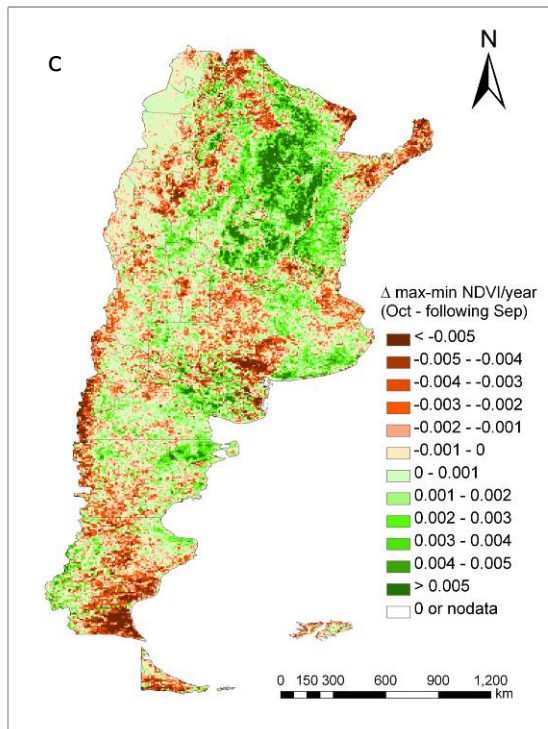 C
N
Δ max-min NDVI/year
(Oct - following Sep)
< -0.005
-0.005 - -0.004
-0.004 - -0.003
-0.003 - -0.002
-0.002 - -0.001
-0.001 - 0
0 - 0.001
0.001 - 0.002
0.002 - 0.003
0.003 - 0.004
0.004 - 0.005
> 0.005
0 or nodata
0 150 300 600 900 1,200
km